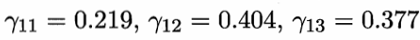 γ₁₁ = 0.219, γ₁₂ = 0.404, γ₁₃ = 0.377